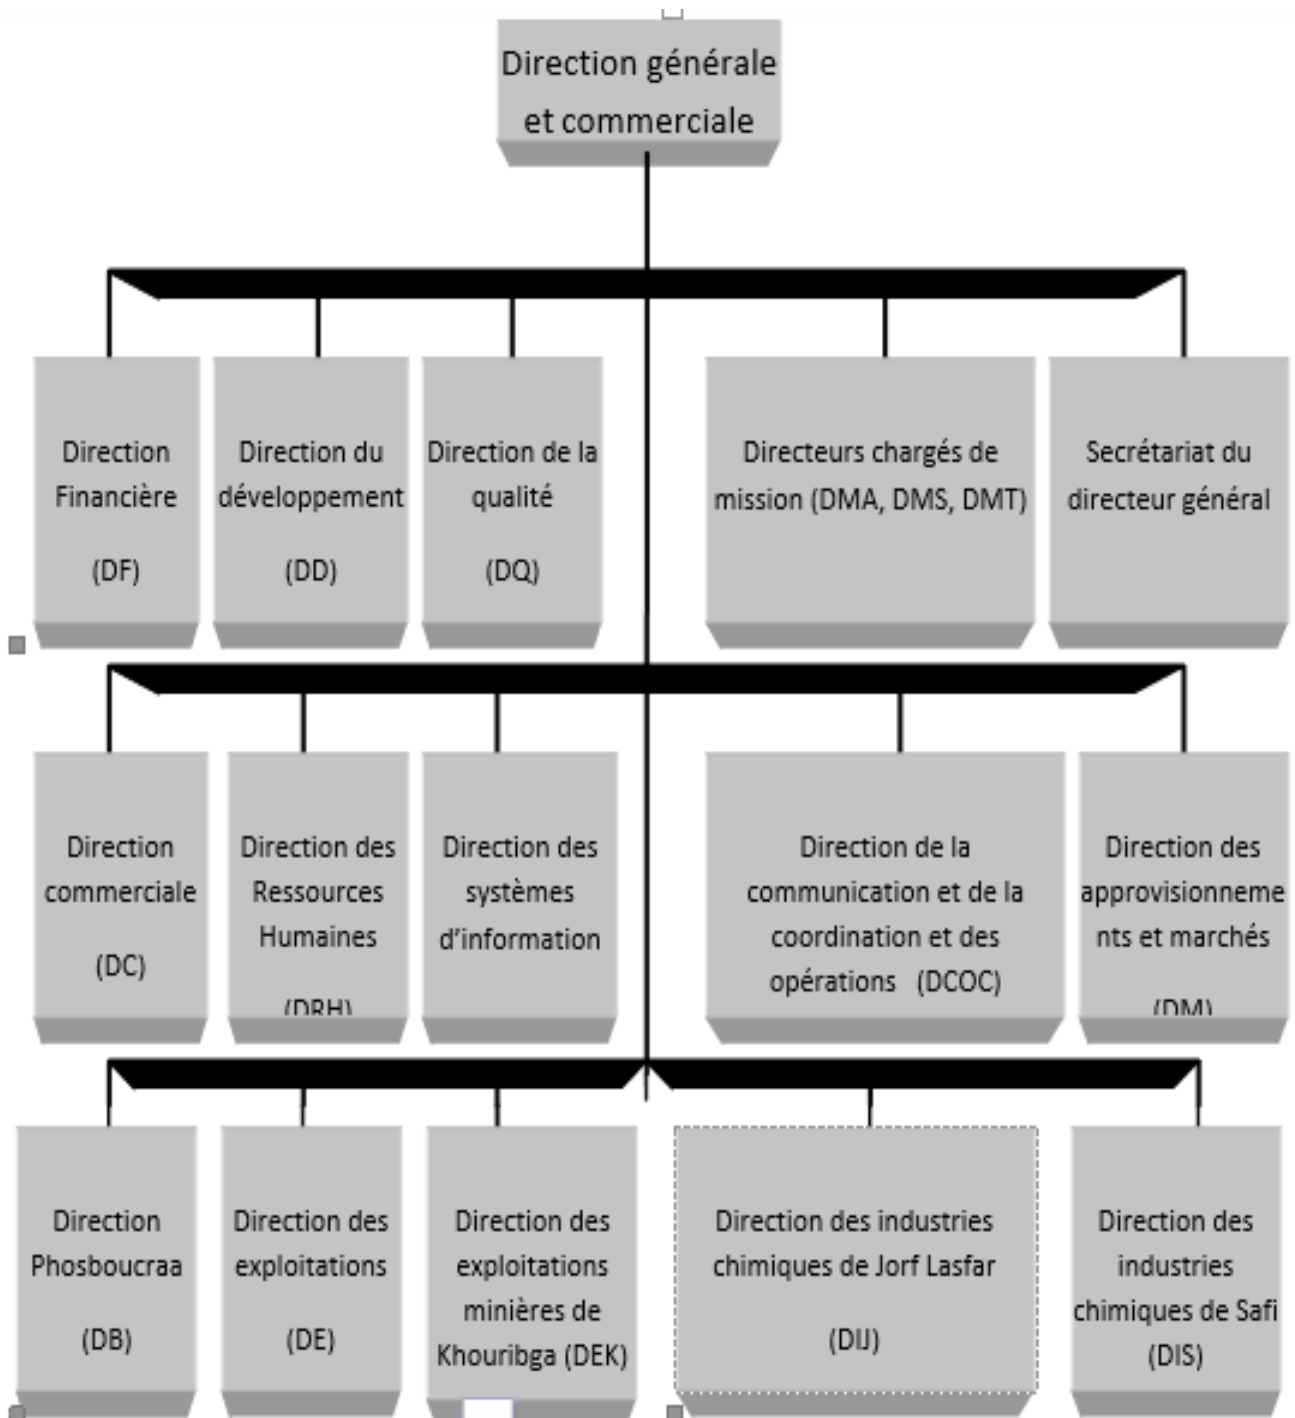 Direction générale
et commerciale
Direction
Financière
(DF)
Direction du
développement
(DD)
Direction de la
qualité
(DQ)
Directeurs chargés de
mission (DMA, DMS, DMT)
Secrétariat du
directeur général
Direction
commerciale
(DC)
Direction des
Ressources
Humaines
(DRH)
Direction des
systèmes
d’information
Direction de la
communication et de la
coordination et des
opérations (DCOC)
Direction des
approvisionneme
nts et marchés
(DM)
Direction
Phosboucraa
(DB)
Direction des
exploitations
(DE)
Direction des
exploitations
minières de
Khouribga (DEK)
Direction des industries
chimiques de Jorf Lasfar
(DIJ)
Direction des
industries
chimiques de Safi
(DIS)